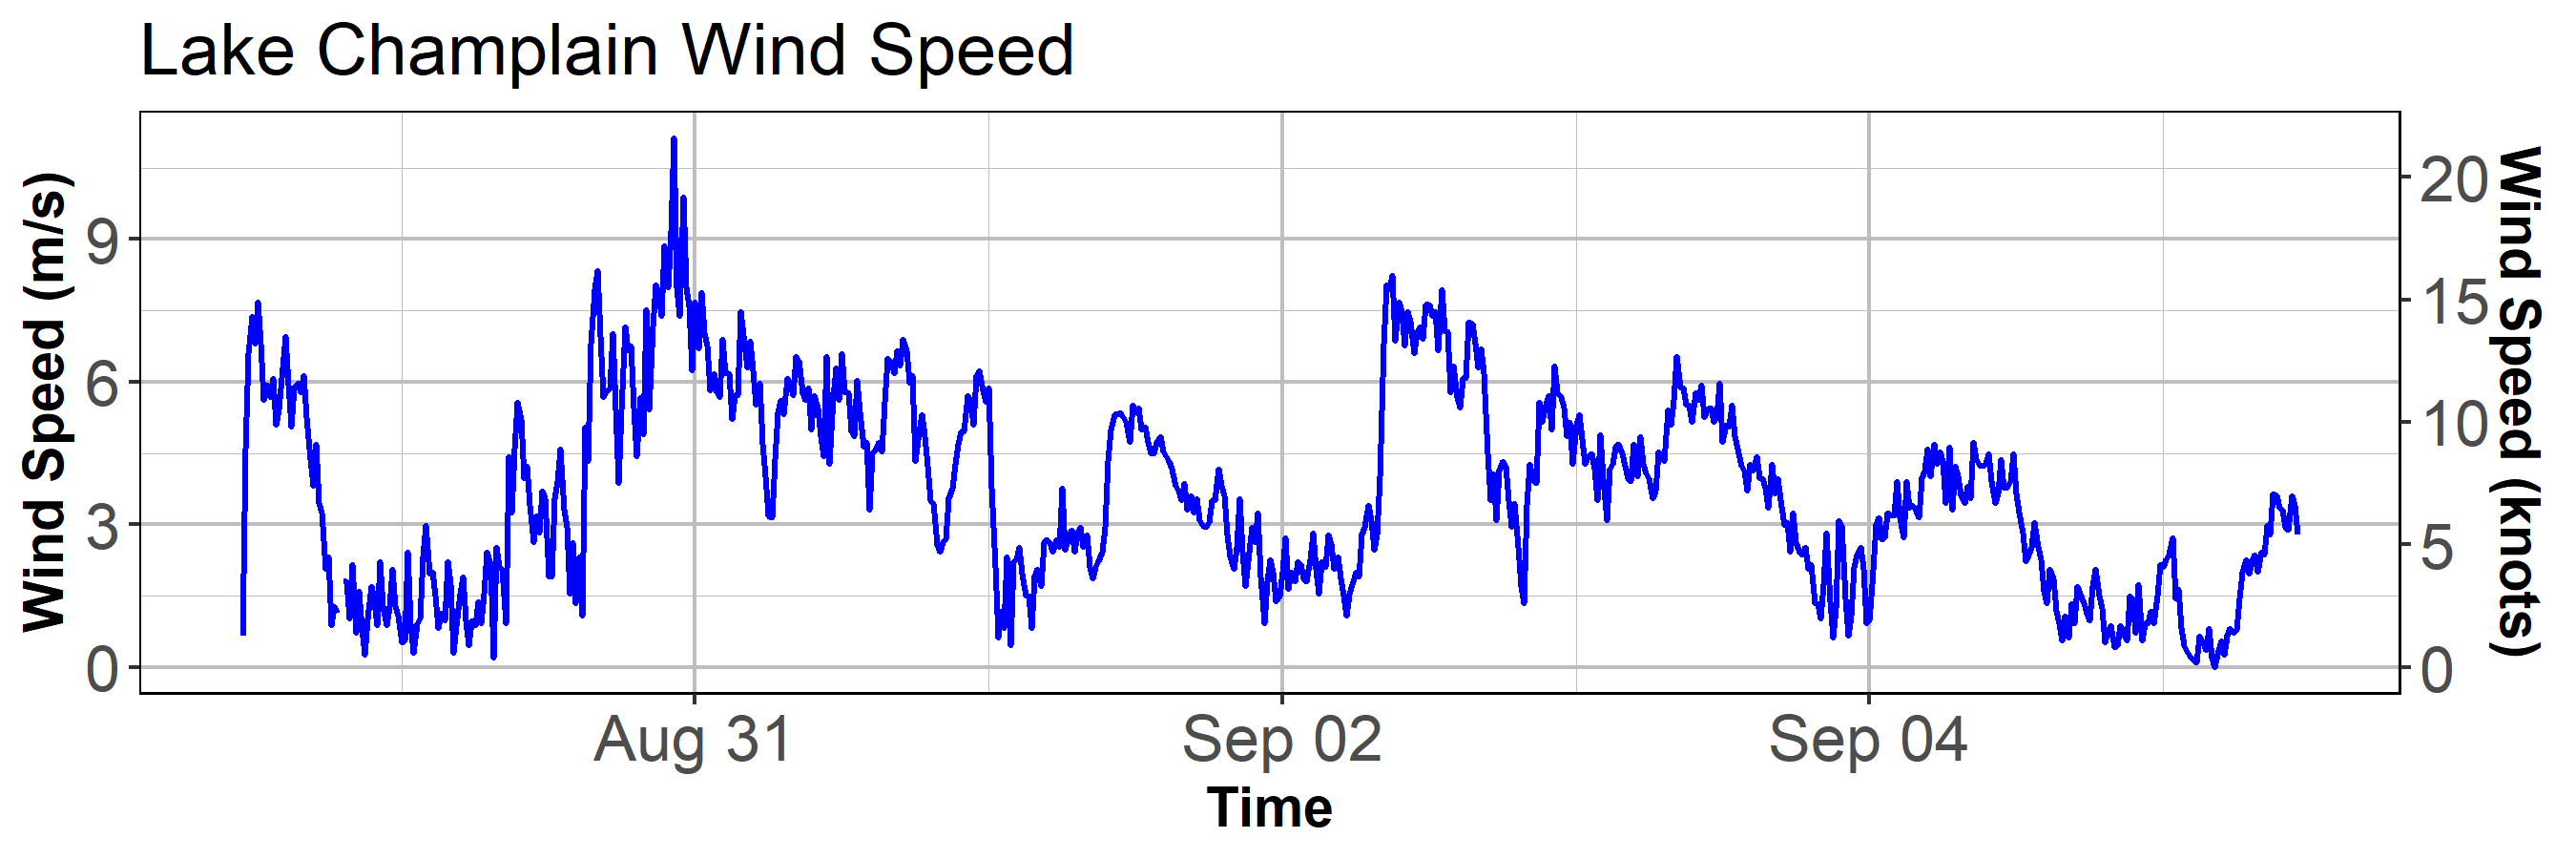 Lake Champlain Wind Speed
Wind Speed (m/s)
9
6
3
0
20
15
10
5
0
Wind Speed (knots)
Aug 31
Sep 02
Sep 04
Time